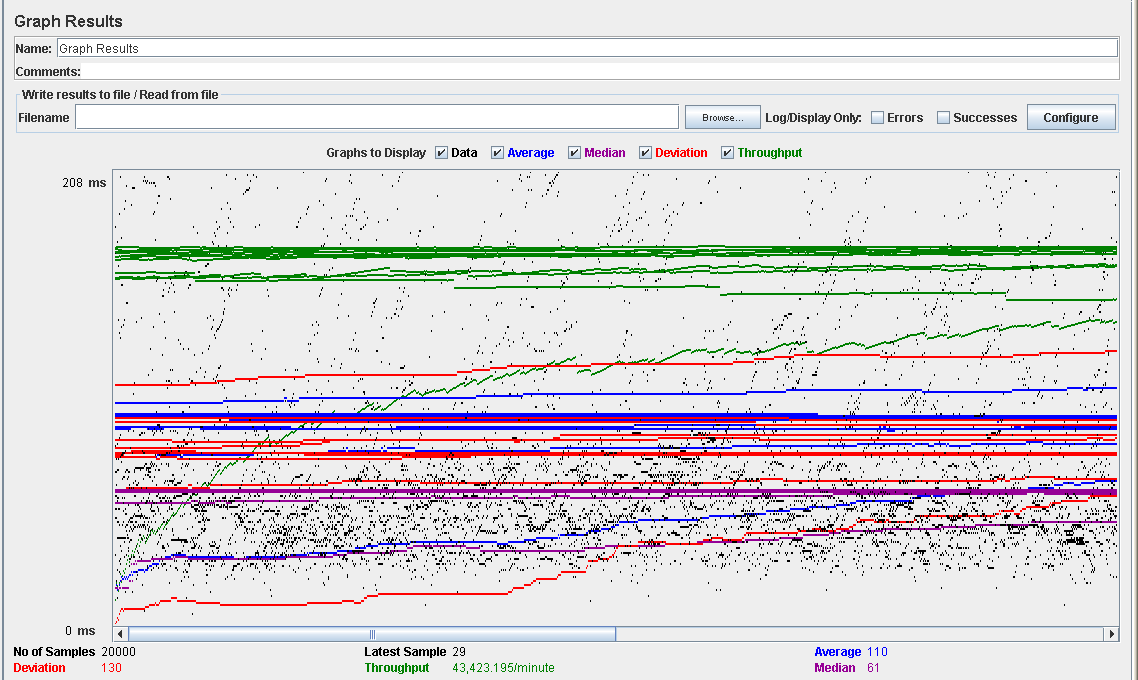 Graph Results
Name: Graph Results
Comments:
Write results to file / Read from file
Filename Browse... Log/Display Only: Errors Successes Configure
Graphs to Display Data Average Median Deviation Throughput
208 ms
0 ms
No of Samples 20000 Latest Sample 29 Average 110
Deviation 130 Throughput 43,423.195/minute Median 61